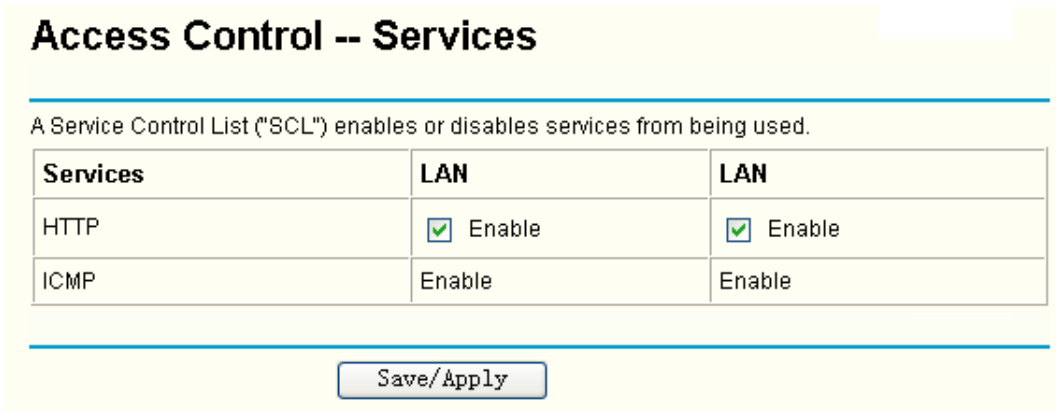 Access Control -- Services
A Service Control List ("SCL") enables or disables services from being used.
Services LAN LAN
HTTP Enable Enable
ICMP Enable Enable
Save/Apply